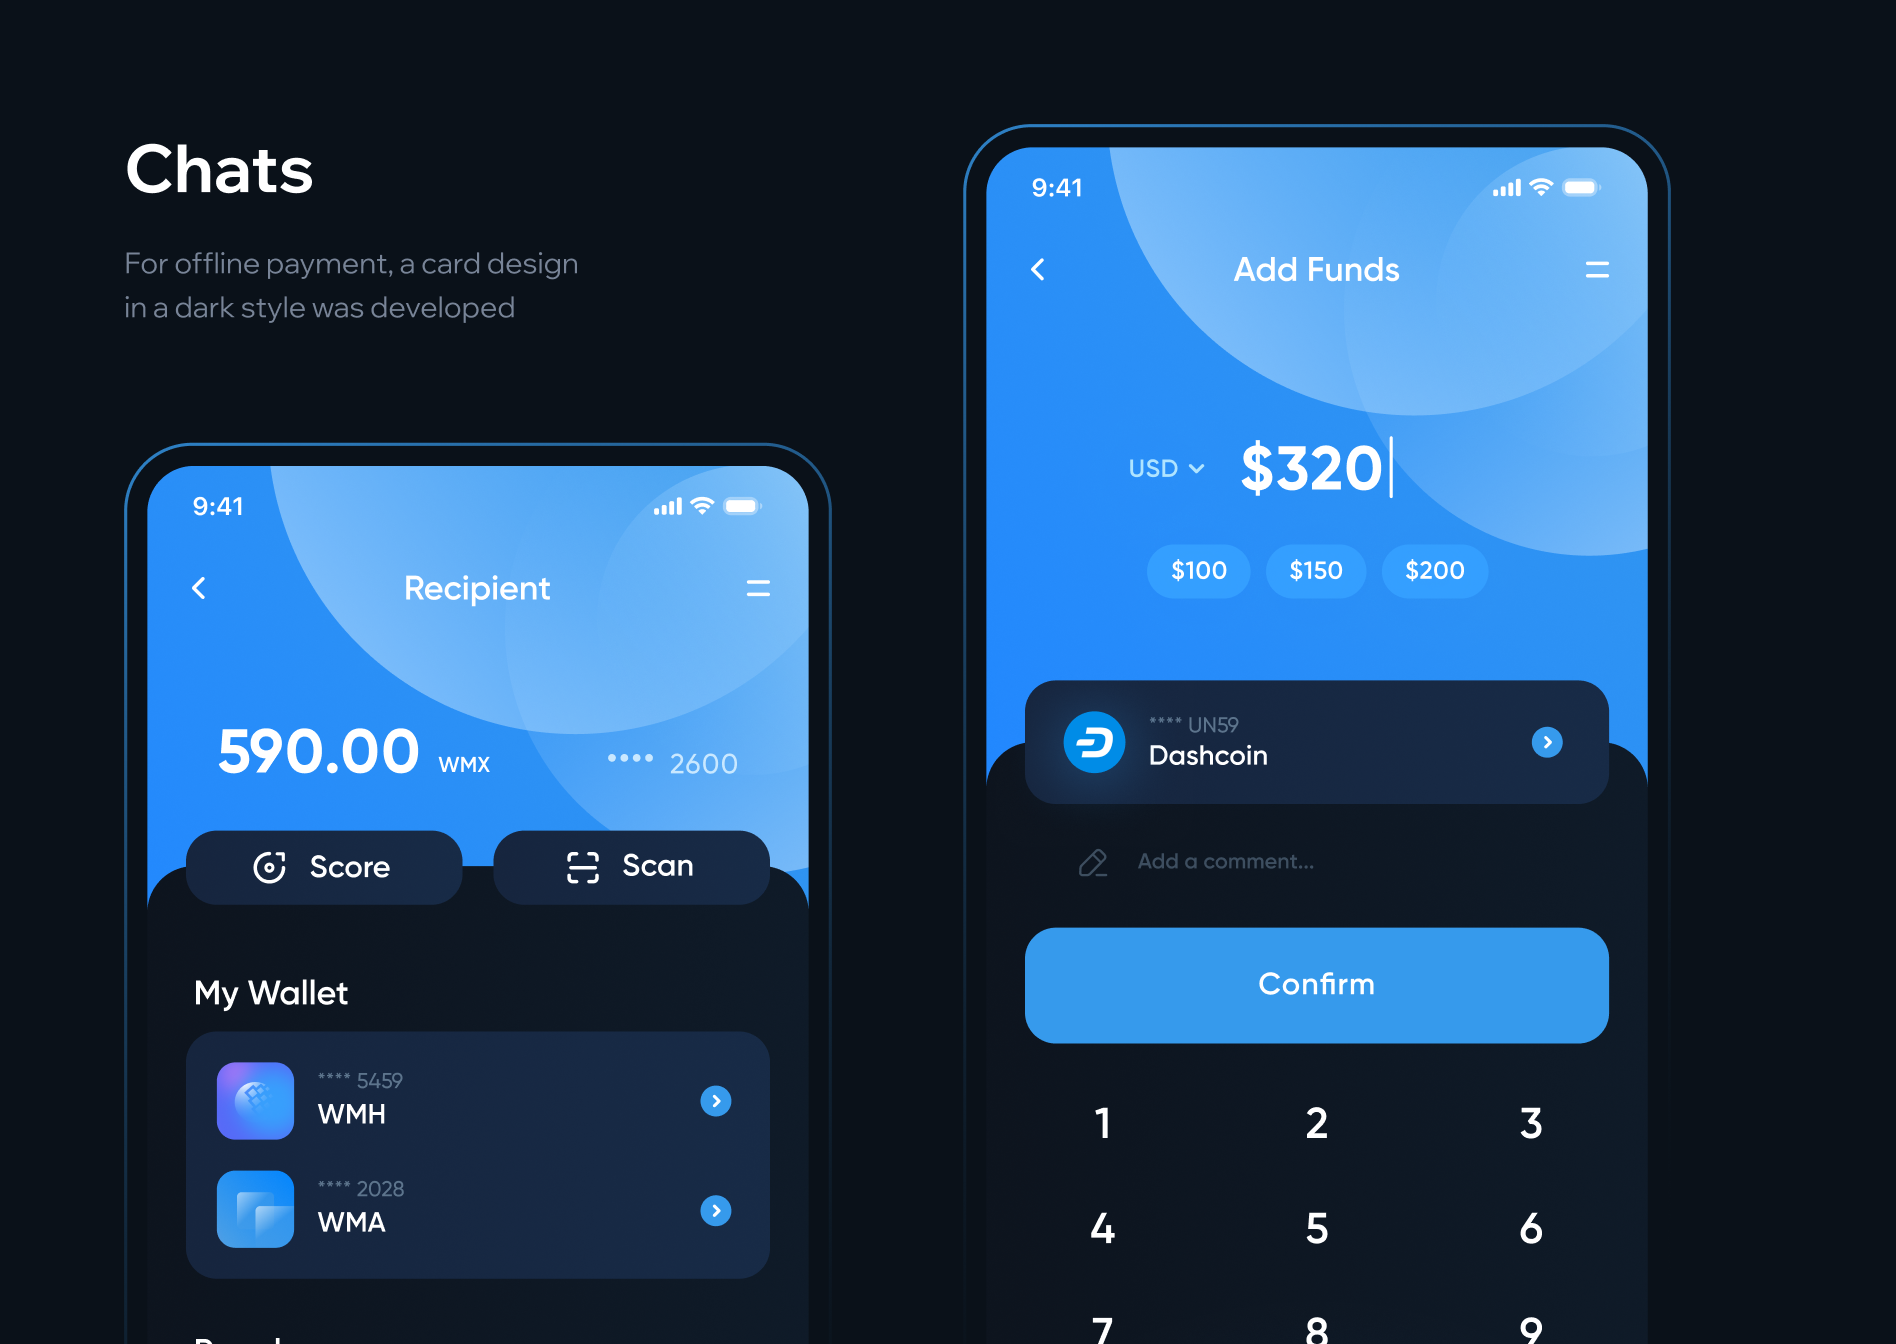 Chats
For offline payment, a card design
in a dark style was developed
9:41
Recipient
590.00 WMX •••• 2600
Score
Scan
My Wallet
**** 5459
WMH
**** 2028
WMA
9:41
Add Funds
USD $320
$100 $150 $200
**** UN59
Dashcoin
Add a comment...
Confirm
1 2 3
4 5 6
7 8 9